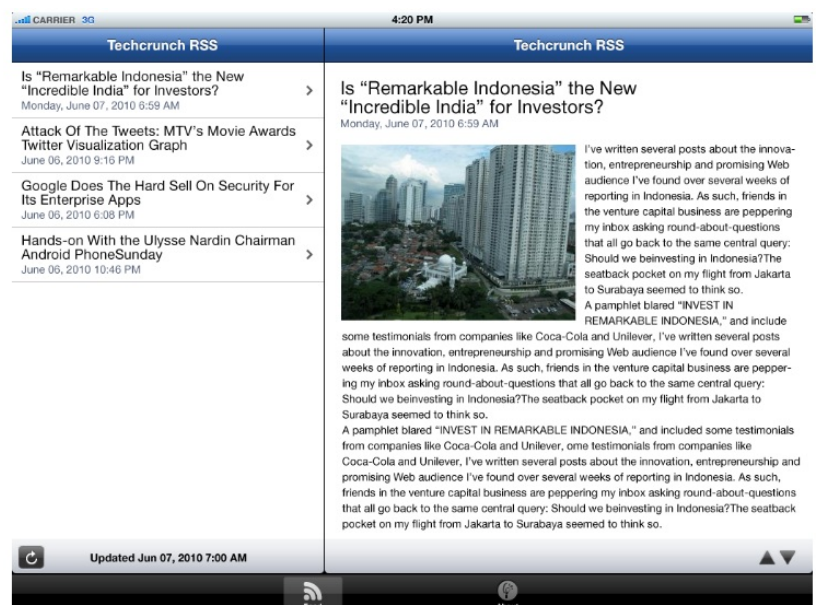 CARRIER 3G
4:20 PM
Techcrunch RSS
Is “Remarkable Indonesia” the New
“Incredible India” for Investors?
Monday, June 07, 2010 6:59 AM
Attack Of The Tweets: MTV's Movie Awards
Twitter Visualization Graph
June 06, 2010 9:16 PM
Google Does The Hard Sell On Security For
Its Enterprise Apps
June 06, 2010 6:08 PM
Hands-on With the Ulysse Nardin Chairman
Android PhoneSunday
June 06, 2010 10:46 PM
Updated Jun 07, 2010 7:00 AM
Techcrunch RSS
Is “Remarkable Indonesia” the New
“Incredible India” for Investors?
Monday, June 07, 2010 6:59 AM
I've written several posts about the innova-
tion, entrepreneurship and promising Web
audience I've found over several weeks of
reporting in Indonesia. As such, friends in
the venture capital business are peppering
my inbox asking round-about-questions
that all go back to the same central query:
Should we beinvesting in Indonesia?The
seatback pocket on my flight from Jakarta
to Surabaya seemed to think so.
A pamphlet blared “INVEST IN
REMARKABLE INDONESIA,” and include
some testimonials from companies like Coca-Cola and Unilever, I've written several posts
about the innovation, entrepreneurship and promising Web audience I've found over several
weeks of reporting in Indonesia. As such, friends in the venture capital business are pepper-
ing my inbox asking round-about-questions that all go back to the same central query:
Should we beinvesting in Indonesia?The seatback pocket on my flight from Jakarta to
Surabaya seemed to think so.
A pamphlet blared “INVEST IN REMARKABLE INDONESIA,” and included some testimonials
from companies like Coca-Cola and Unilever, ome testimonials from companies like
Coca-Cola and Unilever, I've written several posts about the innovation, entrepreneurship and
promising Web audience I've found over several weeks of reporting in Indonesia. As such,
friends in the venture capital business are peppering my inbox asking round-about-questions
that all go back to the same central query: Should we beinvesting in Indonesia?The seatback
pocket on my flight from Jakarta to Surabaya seemed to think so.